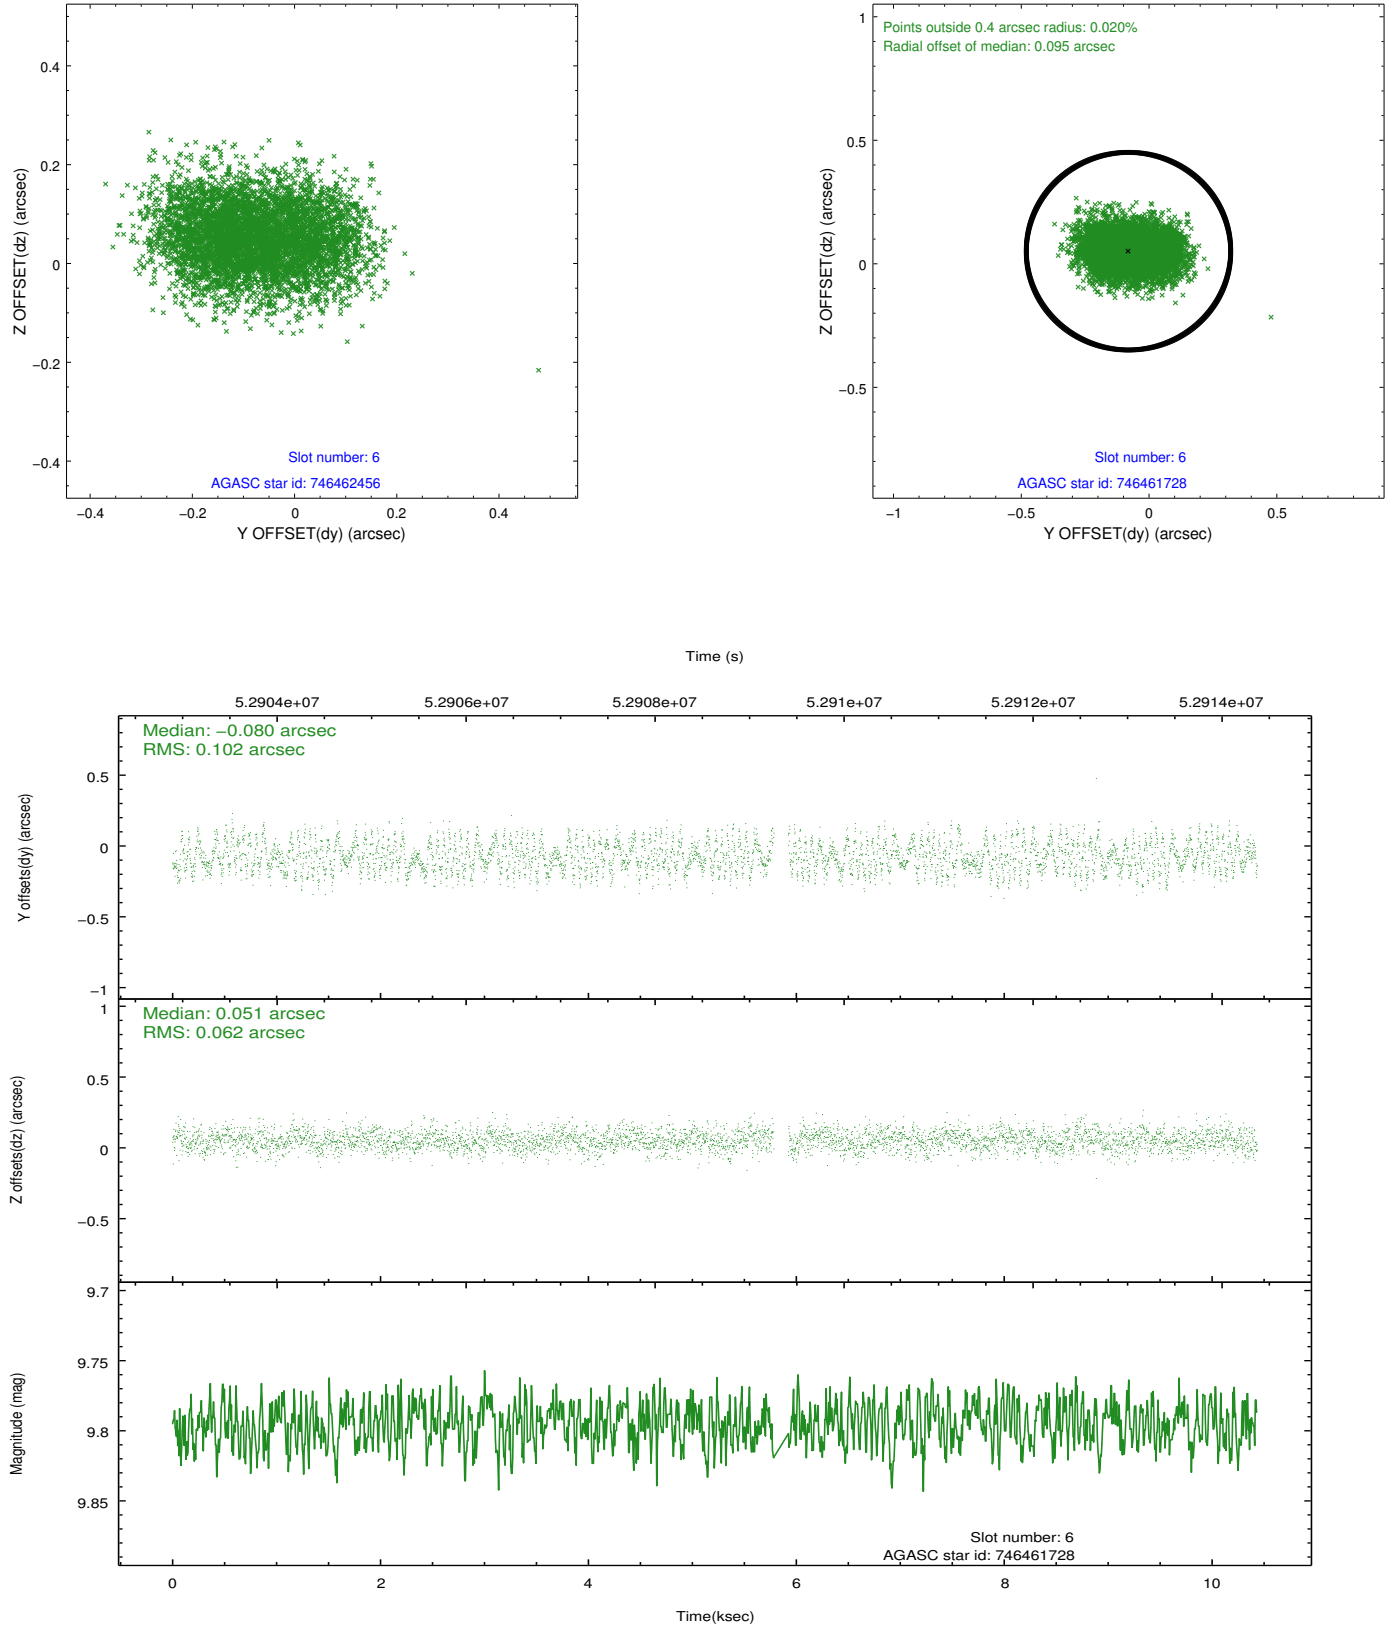 0.4
0.2
0
−0.2
−0.4
Z OFFSET(dz) (arcsec)
Slot number: 6
AGASC star id: 746462456
−0.4 −0.2 0 0.2 0.4
Y OFFSET(dy) (arcsec)
Points outside 0.4 arcsec radius: 0.020%
Radial offset of median: 0.095 arcsec
1
0.5
0
−0.5
Z OFFSET(dz) (arcsec)
Slot number: 6
AGASC star id: 746461728
−1 −0.5 0 0.5
Y OFFSET(dy) (arcsec)
Time (s)
5.2904e+07 5.2906e+07 5.2908e+07 5.291e+07 5.2912e+07 5.2914e+07
Median: −0.080 arcsec
RMS: 0.102 arcsec
0.5
0
−0.5
−1
Y offsets(dy) (arcsec)
Median: 0.051 arcsec
RMS: 0.062 arcsec
1
0.5
0
−0.5
Z offsets(dz) (arcsec)
9.7
9.75
9.8
9.85
Magnitude (mag)
Slot number: 6
AGASC star id: 746461728
0 2 4 6 8 10
Time(ksec)